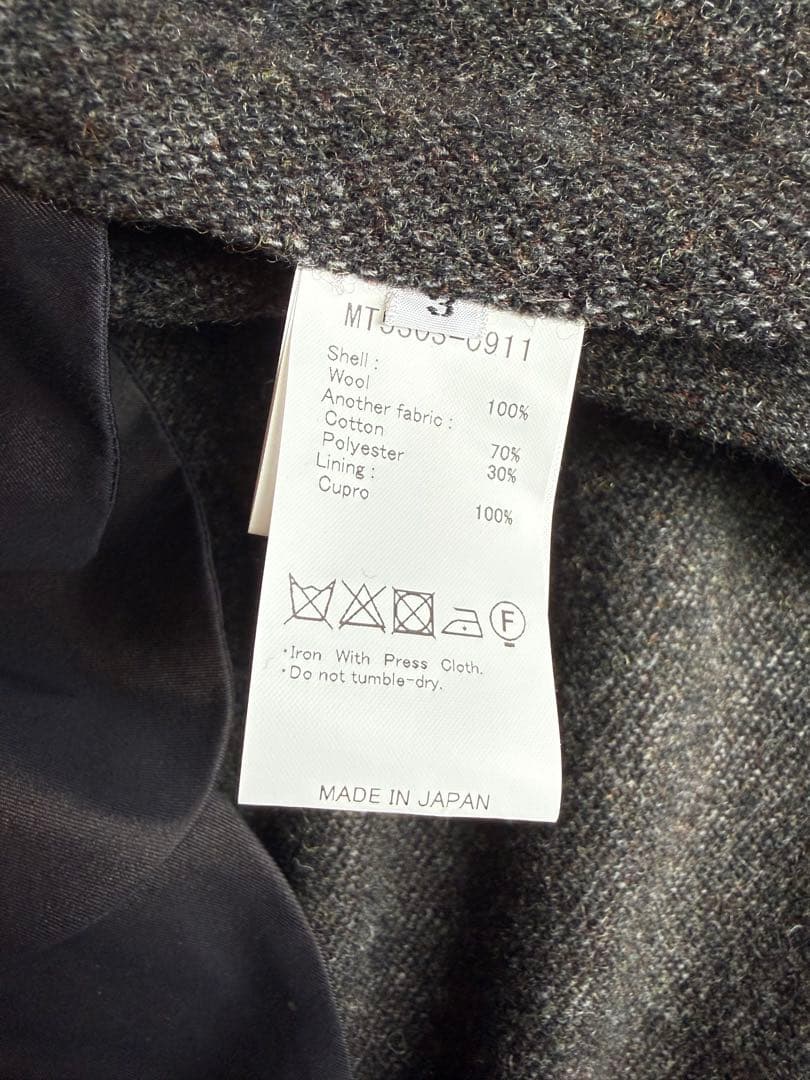 3
-0911
Shell :
Wool 100%
Another fabric :
Cotton 70%
Polyester 30%
Lining :
Cupro 100%
F
·Iron With Press Cloth.
·Do not tumble-dry.
MADE IN JAPAN